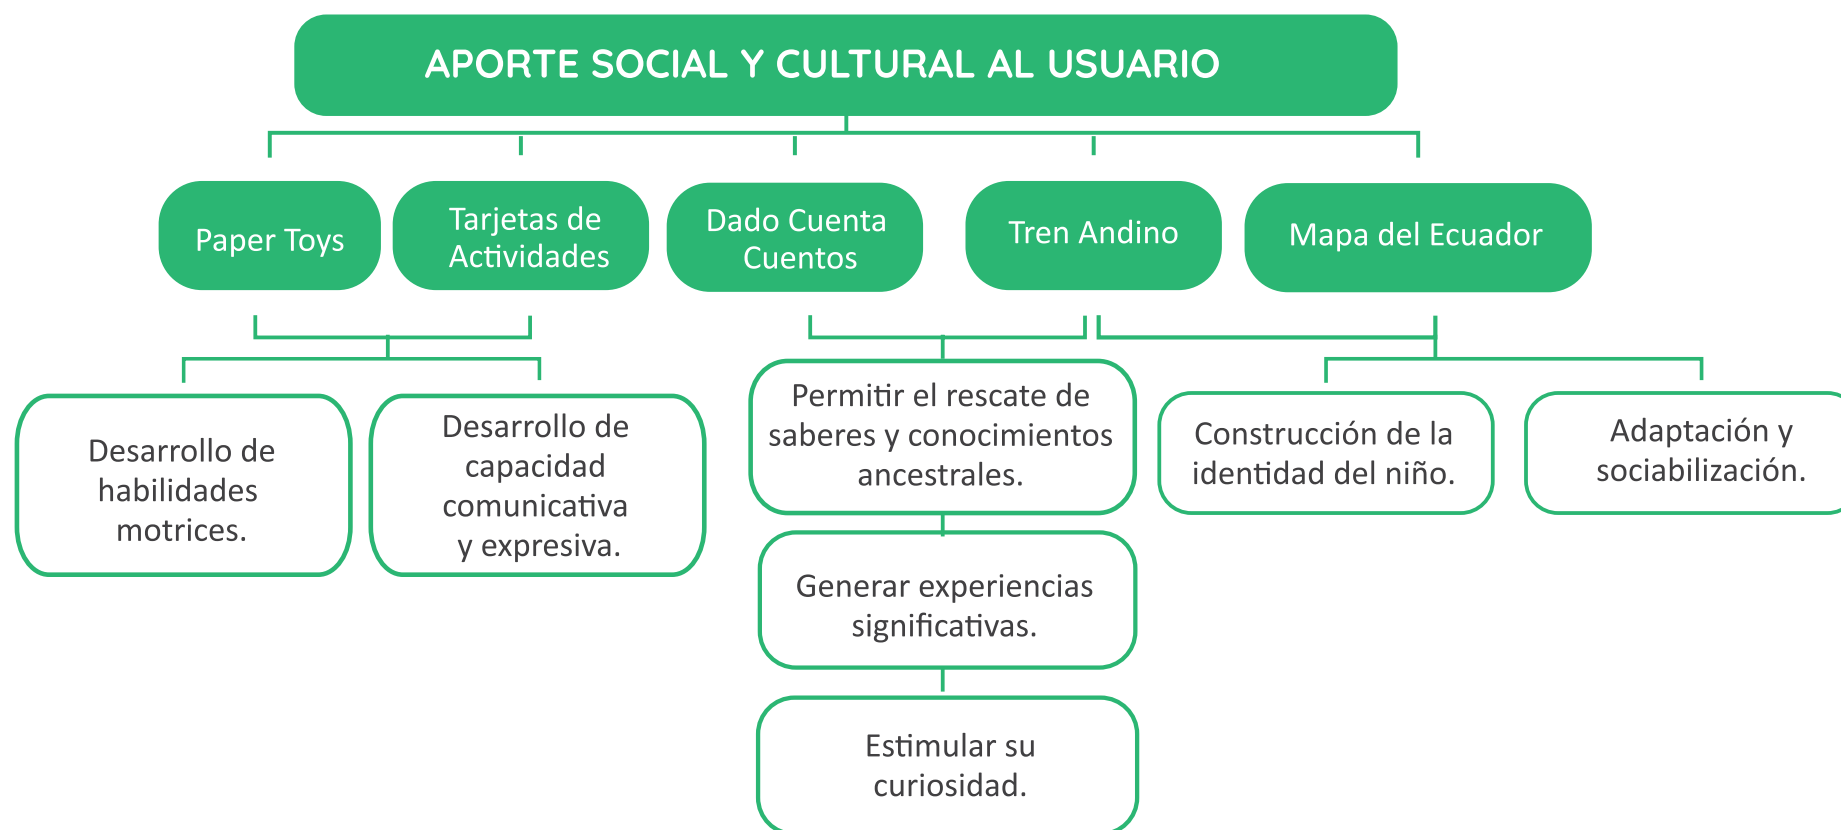 APORTE SOCIAL Y CULTURAL AL USUARIO
Paper Toys
Tarjetas de
Actividades
Dado Cuenta
Cuentos
Tren Andino
Mapa del Ecuador
Desarrollo de
habilidades
motrices.
Desarrollo de
capacidad
comunicativa
y expresiva.
Permitir el rescate de
saberes y conocimientos
ancestrales.
Generar experiencias
significativas.
Estimular su
curiosidad.
Construcción de la
identidad del niño.
Adaptación y
sociabilización.